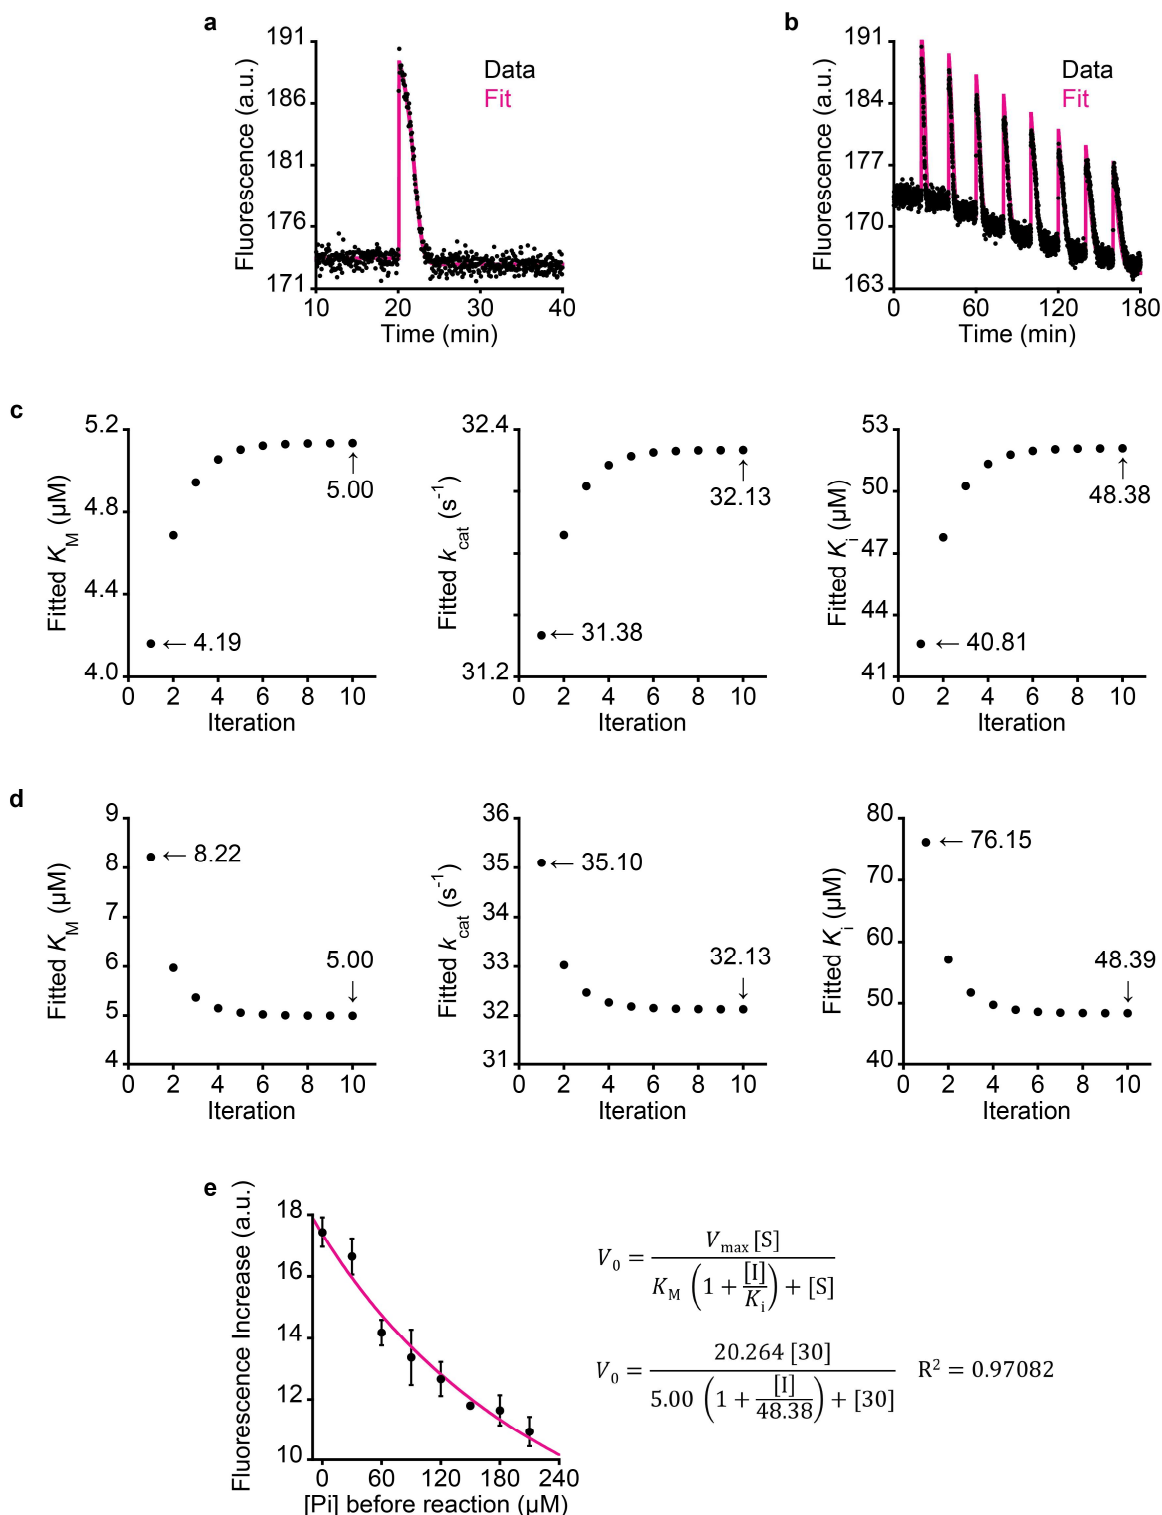 a
191
186
181
176
171
10 20 30 40
Fluorescence (a.u.)
Time (min)
Data
Fit
b
191
184
177
170
163
0 60 120 180
Fluorescence (a.u.)
Time (min)
Data
Fit
c
5.2
4.8
4.4
4.0
0 2 4 6 8 10
Fitted K_M (µM)
Iteration
5.00
↑
← 4.19
32.4
31.2
0 2 4 6 8 10
Fitted k_cat (s⁻¹)
Iteration
32.13
↑
← 31.38
53
50
47
44
41
0 2 4 6 8 10
Fitted K_i (µM)
Iteration
48.38
↑
← 40.81
d
9
8
7
6
5
4
0 2 4 6 8 10
Fitted K_M (µM)
Iteration
← 8.22
5.00
↓
36
35
34
33
32
31
0 2 4 6 8 10
Fitted k_cat (s⁻¹)
Iteration
← 35.10
32.13
↓
80
70
60
50
40
0 2 4 6 8 10
Fitted K_i (µM)
Iteration
← 76.15
48.39
↓
e
18
16
14
12
10
0 60 120 180 240
Fluorescence Increase (a.u.)
[Pi] before reaction (µM)
V_0 = V_max [S] / K_M (1 + [I]/K_i) + [S]
V_0 = 20.264 [30] / 5.00 (1 + [I]/48.38) + [30] R² = 0.97082